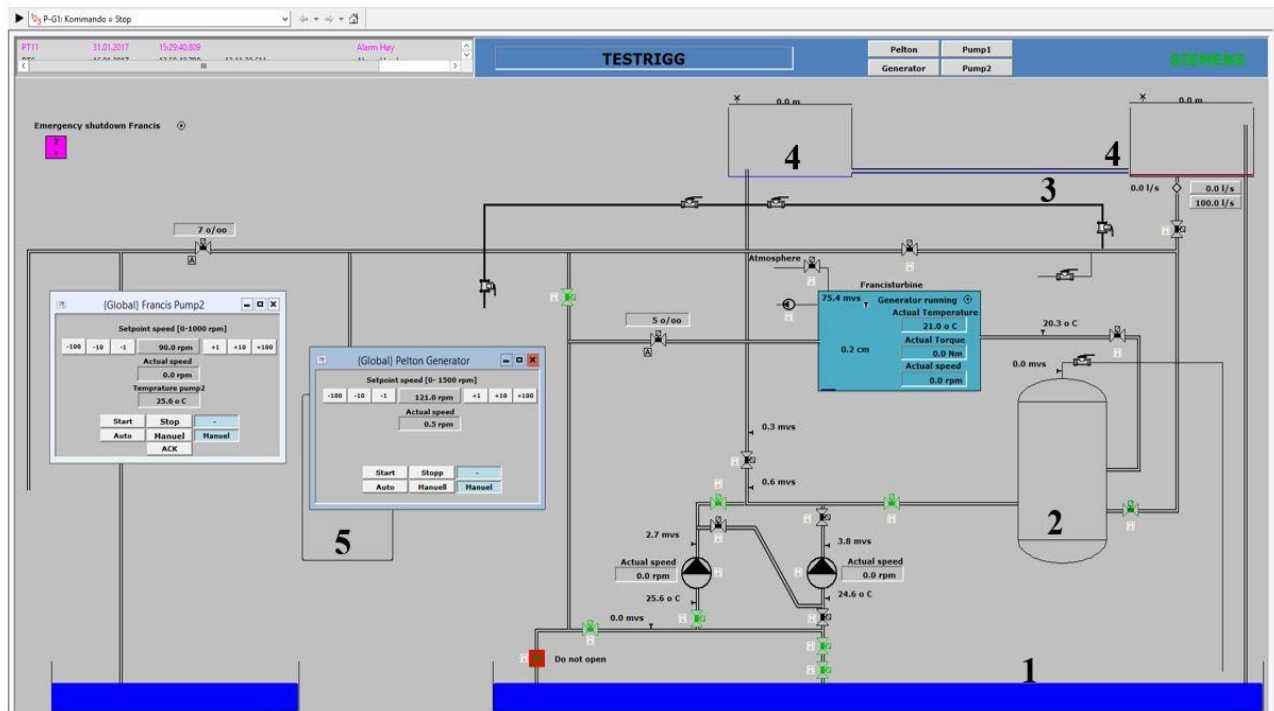 P-G1: Kommando = Stop
PT11 31.01.2017 15:29:40:809 Alarm Høy
TESTRIGG
Pelton Pump1
Generator Pump2
SIEMENS
0.0 m 0.0 m
Emergency shutdown Francis
2
4 4
3
0.0 l/s 0.0 l/s
100.0 l/s
7 o/oo
A
Atmosphere
Francisturbine
75.4 mvs Generator running
Actual Temperature
21.0 o C
0.2 cm
Actual Torque
0.0 Nm
Actual speed
0.0 rpm
5 o/oo
A
20.3 o C
0.0 mvs
{Global} Francis Pump2
Setpoint speed [0-1000 rpm]
-100 -10 -1 90.0 rpm +1 +10 +100
Actual speed
0.0 rpm
Temprature pump2
25.6 o C
Start Stop -
Auto Manuel Manuel
ACK
{Global} Pelton Generator
Setpoint speed [0- 1500 rpm]
-100 -10 -1 121.0 rpm +1 +10 +100
Actual speed
0.5 rpm
Start Stopp -
Auto Manuell Manuel
0.3 mvs
0.6 mvs
2
5
2.7 mvs 3.8 mvs
Actual speed Actual speed
0.0 rpm 0.0 rpm
25.6 o C 24.6 o C
0.0 mvs
Do not open
1